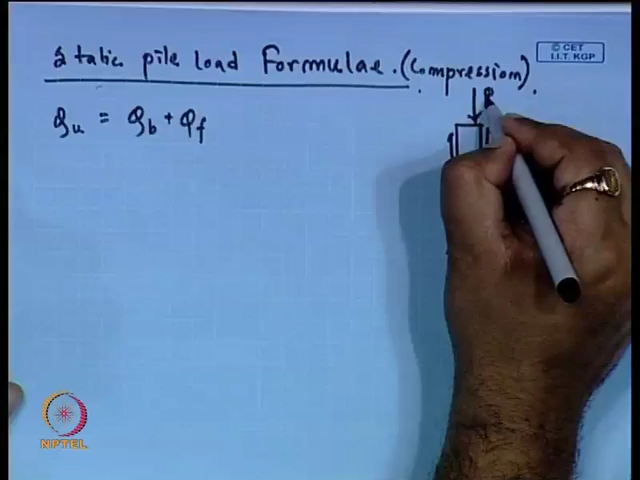 Static pile load Formulae. (Compression).
© CET
I.I.T. KGP
Qu = Qb + Qf
Q
NPTEL